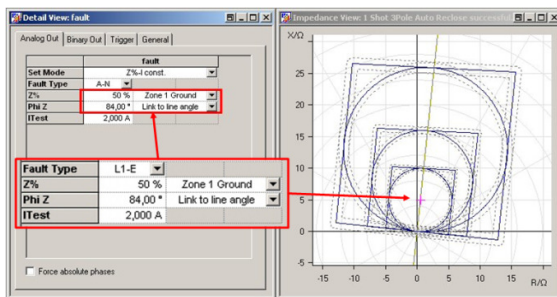 Detail View: fault
Analog Out Binary Out Trigger General
fault
Set Mode Z%-I const.
Fault Type A-N
Z% 50 % Zone 1 Ground
Phi Z 84,00 ° Link to line angle
ITest 2,000 A
Fault Type L1-E
Z% 50 % Zone 1 Ground
Phi Z 84,00 ° Link to line angle
ITest 2,000 A
Force absolute phases
Impedance View: 1 Shot 3Pole Auto Reclose successful
X/Ω
30
25
20
15
10
5
0
-5
-15 -10 -5 0 5 10 15
R/Ω